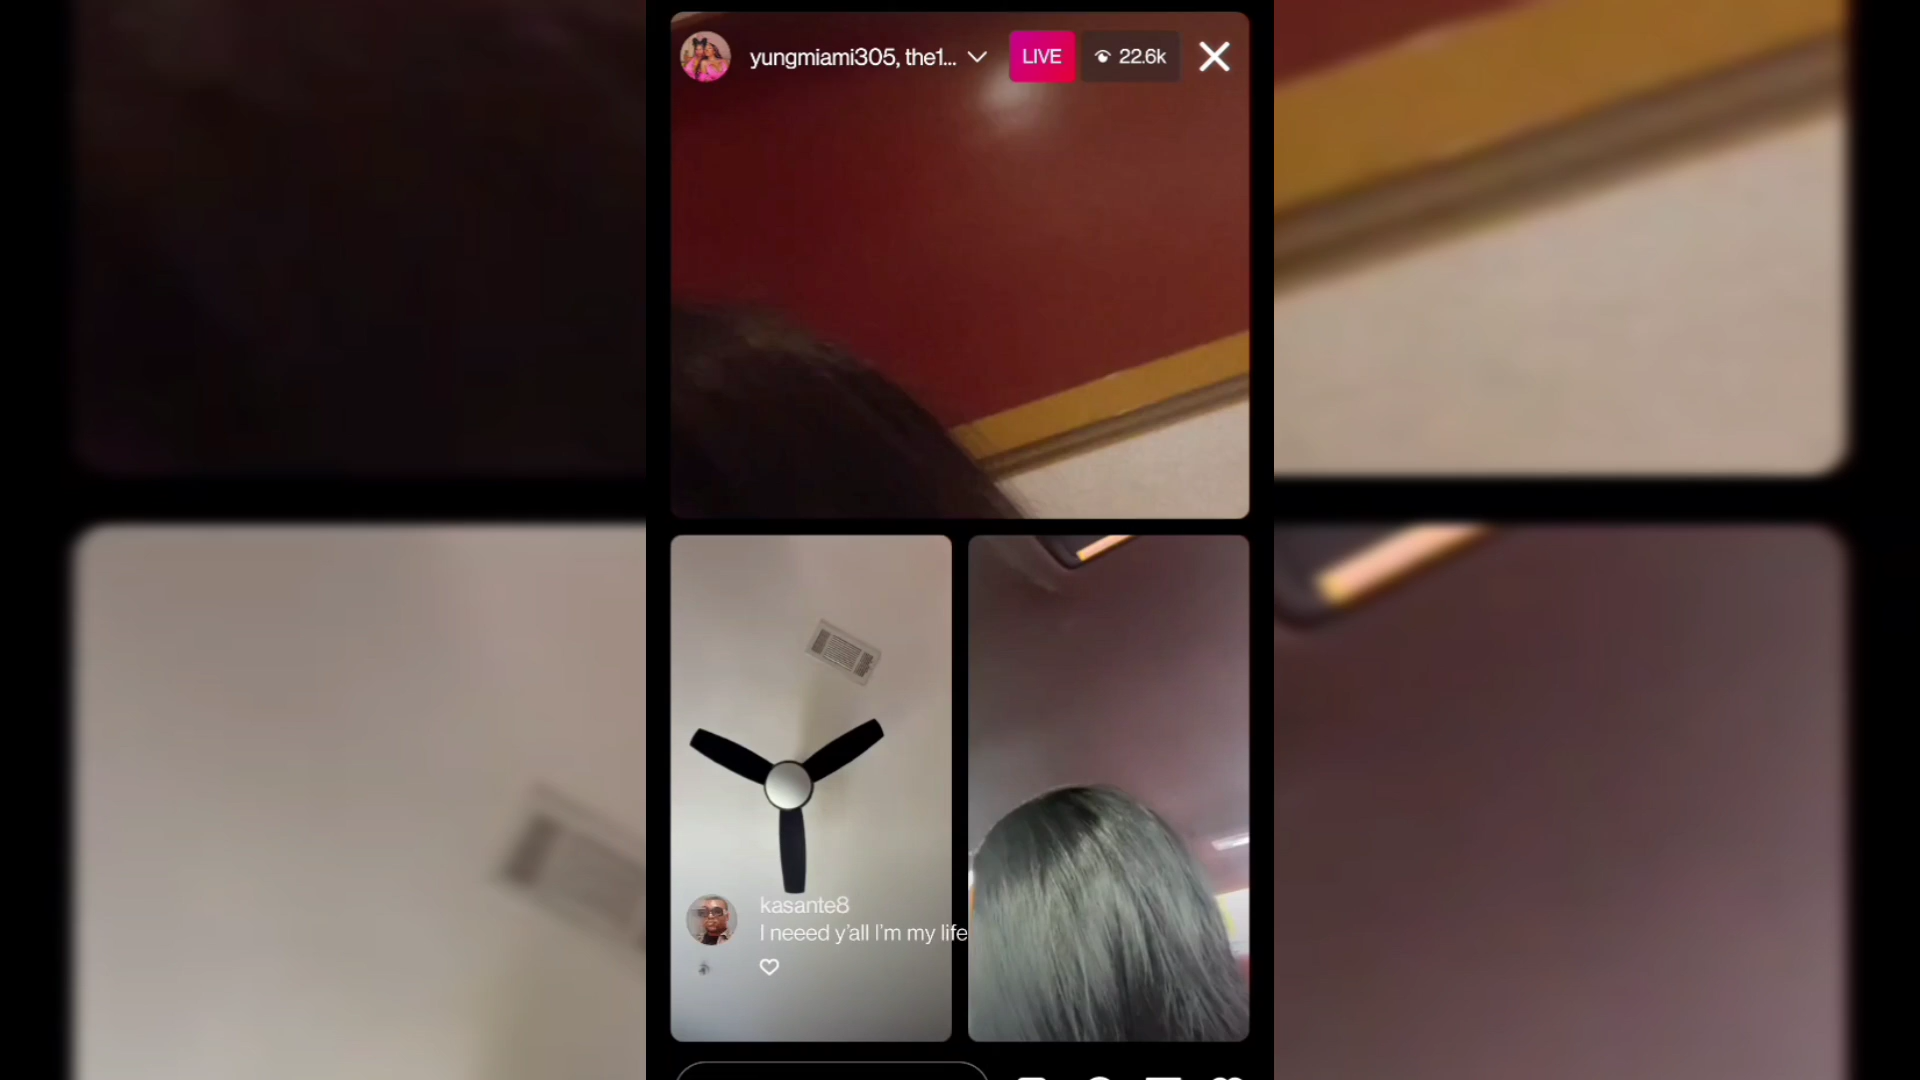 yungmiami305, the1... LIVE 22.6k
kasante8
I neeed y'all I'm my life